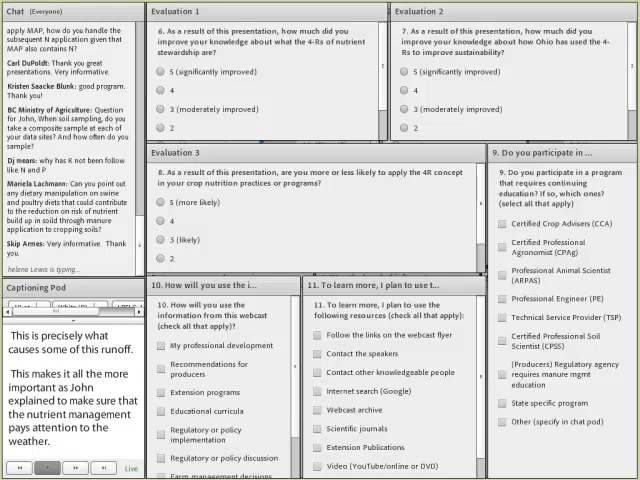 Chat (Everyone)
apply MAP, how do you handle the
subsequent N application given that
MAP also contains N?
Carl DuPoldt: Thank you great
presentations. Very informative.
Kristen Saacke Blunk: good program.
Thank you!
BC Ministry of Agriculture: Question
for John, When soil sampling, do you
take a composite sample at each of
your data sites? And how often do you
sample?
Dj mears: why has K not been follow
like N and P
Mariela Lachmann: Can you point out
any dietary manipulation on swine
and poultry diets that could contribute
to the reduction on risk of nutrient
build up in soild through manure
application to cropping soils?
Skip Armes: Very informative. Thank
you.
helene Lewis is typing...
Captioning Pod
This is precisely what
causes some of this runoff.
This makes it all the more
important as John
explained to make sure that
the nutrient management
pays attention to the
weather.
Live
Evaluation 1
6. As a result of this presentation, how much did you
improve your knowledge about what the 4-Rs of nutrient
stewardship are?
5 (significantly improved)
4
3 (moderately improved)
2
Evaluation 2
7. As a result of this presentation, how much did you
improve your knowledge about how Ohio has used the 4-
Rs to improve sustainability?
5 (significantly improved)
4
3 (moderately improved)
2
Evaluation 3
8. As a result of this presentation, are you more or less likely to apply the 4R concept
in your crop nutrition practices or programs?
5 (more likely)
4
3 (likely)
2
9. Do you participate in ...
9. Do you participate in a program
that requires continuing
education? If so, which ones?
(select all that apply)
Certified Crop Advisers (CCA)
Certified Professional
Agronomist (CPAg)
Professional Animal Scientist
(ARPAS)
Professional Engineer (PE)
Technical Service Provider (TSP)
Certified Professional Soil
Scientist (CPSS)
(Producers) Regulatory agency
requires manure mgmt
education
State specific program
Other (specify in chat pod)
10. How will you use the i...
10. How will you use the
information from this webcast
(check all that apply)?
My professional development
Recommendations for
producers
Extension programs
Educational curricula
Regulatory or policy
implementation
Regulatory or policy discussion
Farm management decisions
11. To learn more, I plan to use t...
11. To learn more, I plan to use the
following resources (check all that apply):
Follow the links on the webcast flyer
Contact the speakers
Contact other knowledgeable people
Internet search (Google)
Webcast archive
Scientific journals
Extension Publications
Video (YouTube/online or DVD)